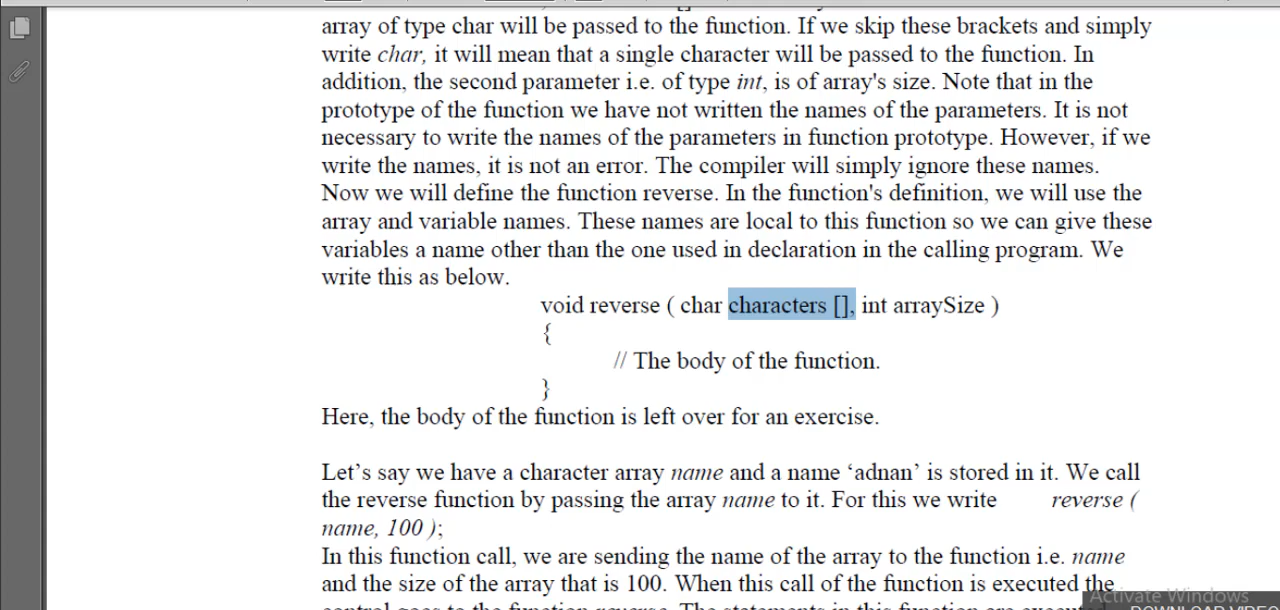 array of type char will be passed to the function. If we skip these brackets and simply
write char, it will mean that a single character will be passed to the function. In
addition, the second parameter i.e. of type int, is of array's size. Note that in the
prototype of the function we have not written the names of the parameters. It is not
necessary to write the names of the parameters in function prototype. However, if we
write the names, it is not an error. The compiler will simply ignore these names.
Now we will define the function reverse. In the function's definition, we will use the
array and variable names. These names are local to this function so we can give these
variables a name other than the one used in declaration in the calling program. We
write this as below.
void reverse ( char characters [], int arraySize )
{
// The body of the function.
}
Here, the body of the function is left over for an exercise.
Let’s say we have a character array name and a name ‘adnan’ is stored in it. We call
the reverse function by passing the array name to it. For this we write reverse (
name, 100 );
In this function call, we are sending the name of the array to the function i.e. name
and the size of the array that is 100. When this call of the function is executed the
Activate Windows
control goes to the function reverse. The statements in this function are